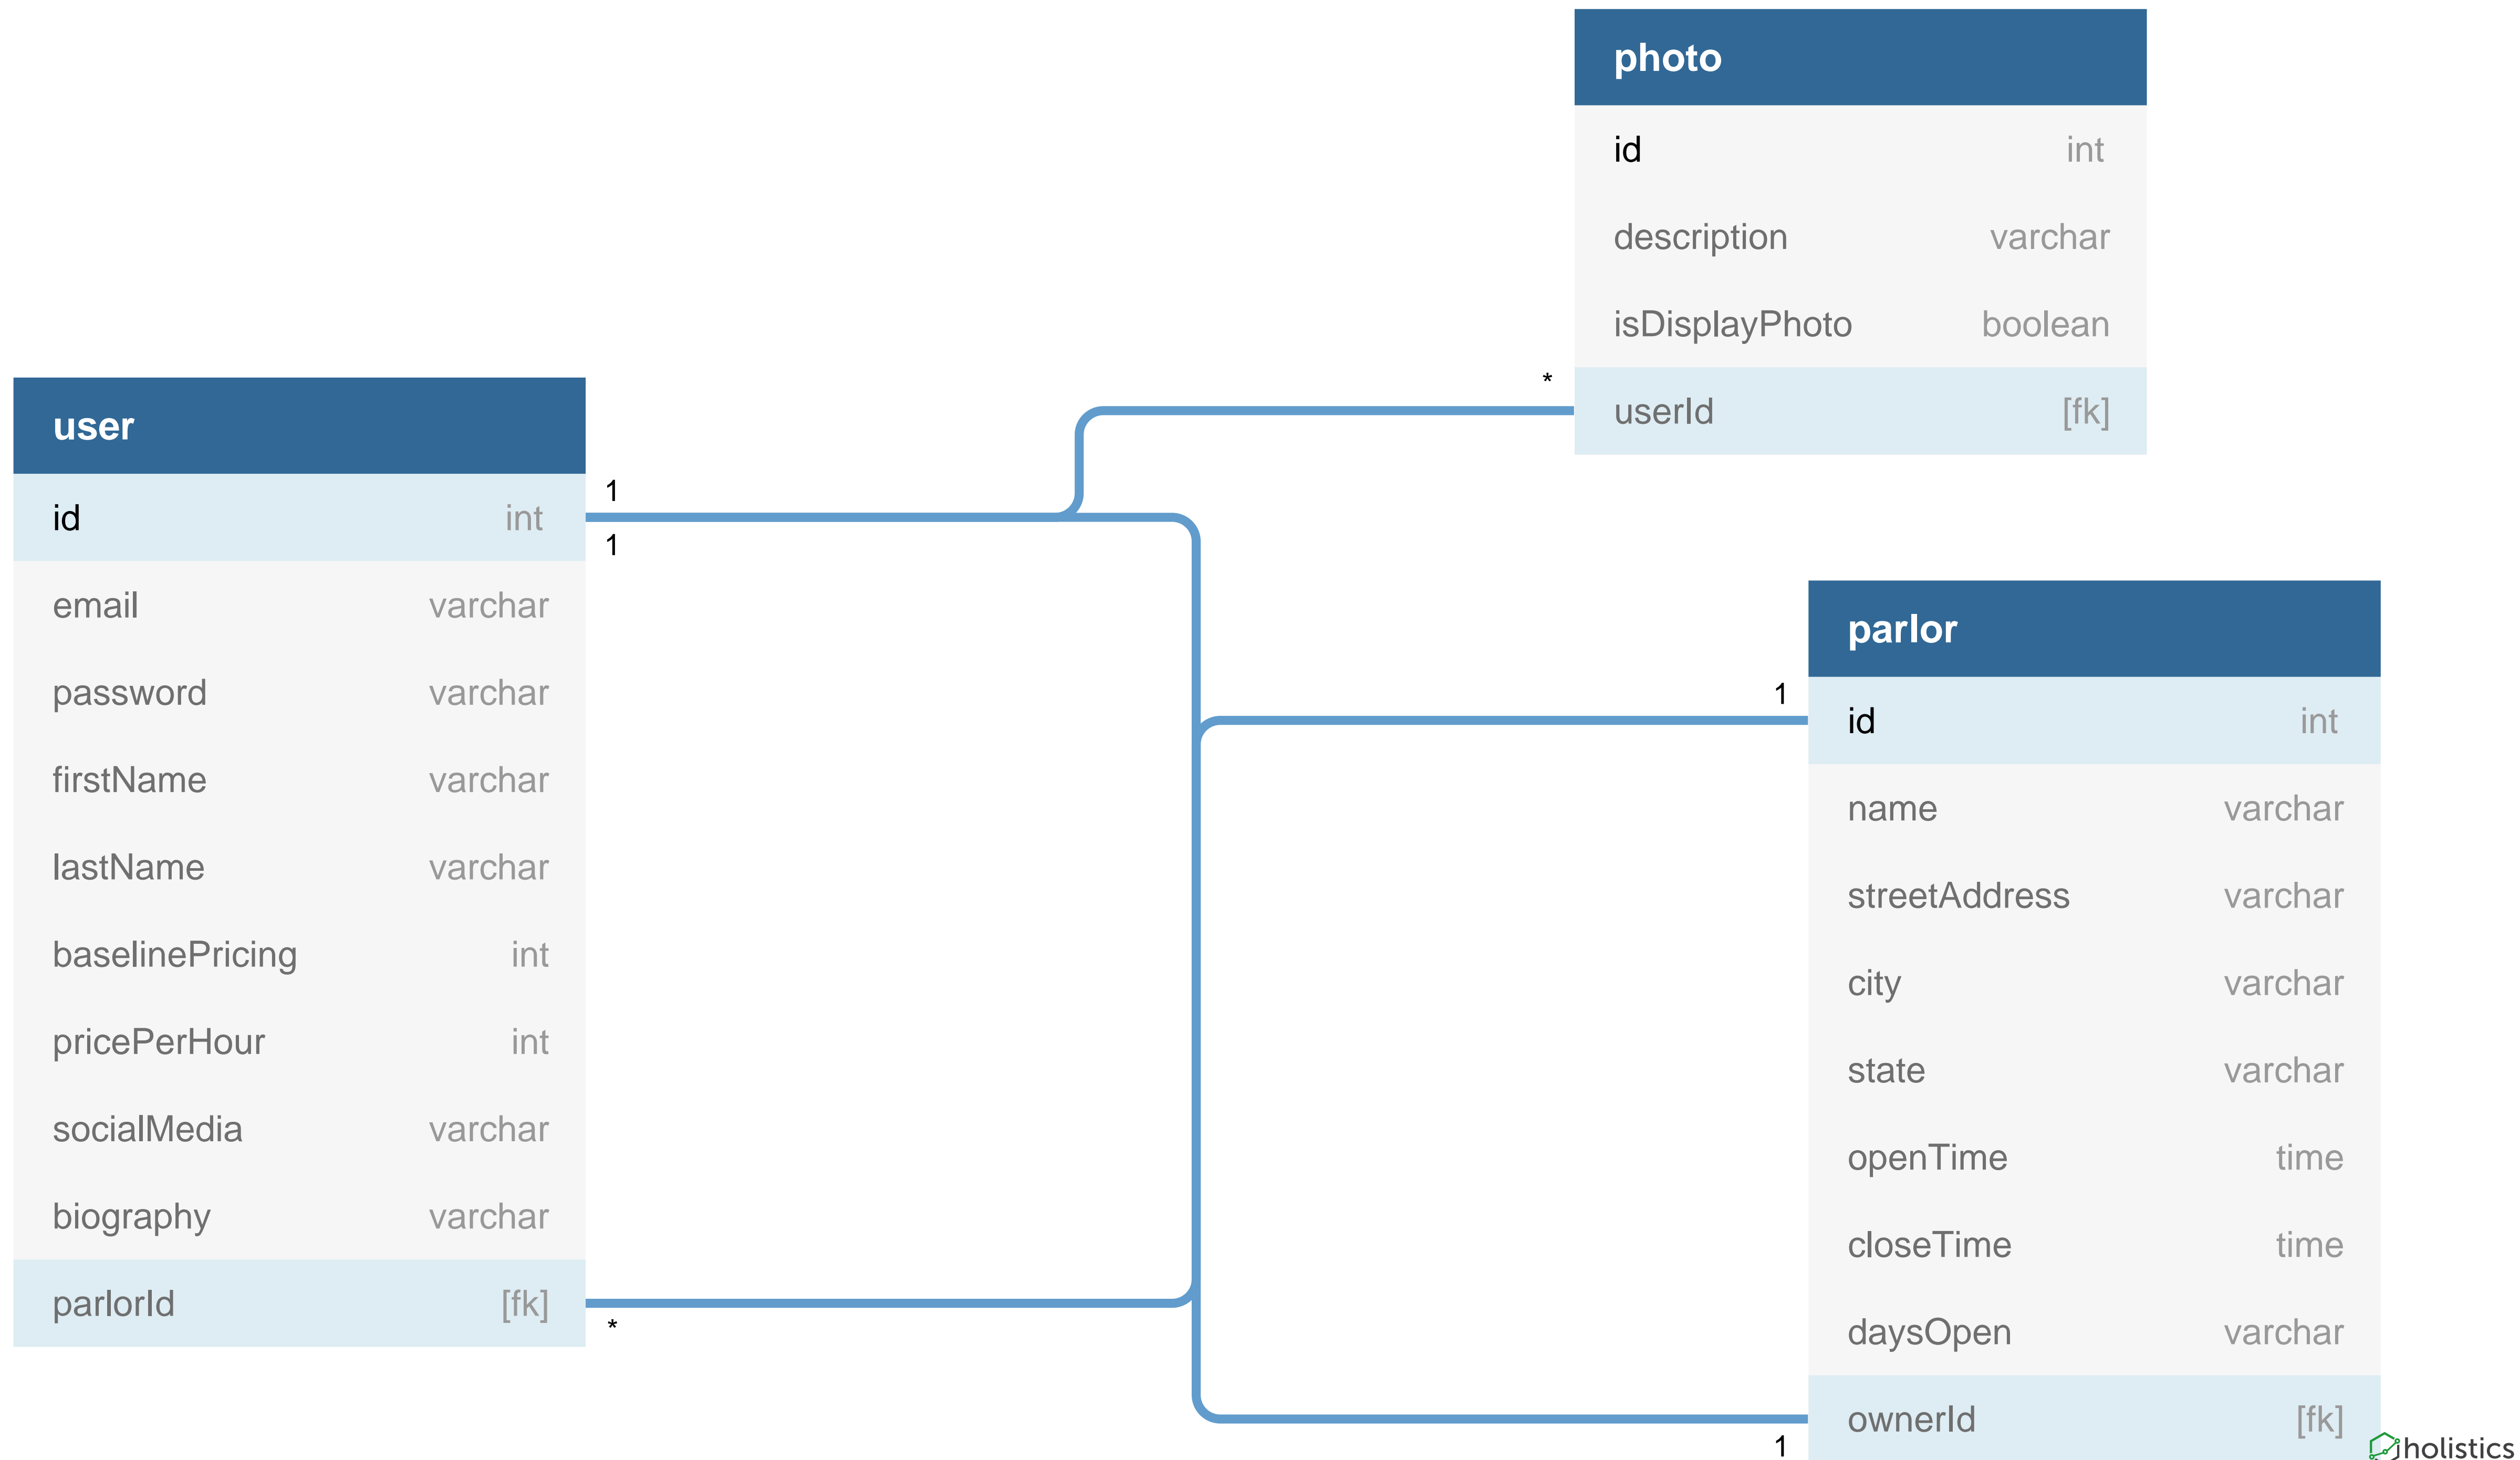 photo
id int
description varchar
isDisplayPhoto boolean
* userId [fk]
user
id int 1
1
email varchar
password varchar
firstName varchar
lastName varchar
baselinePricing int
pricePerHour int
socialMedia varchar
biography varchar
parlorId [fk]
*
parlor
1 id int
name varchar
streetAddress varchar
city varchar
state varchar
openTime time
closeTime time
daysOpen varchar
ownerId [fk]
1
holistics